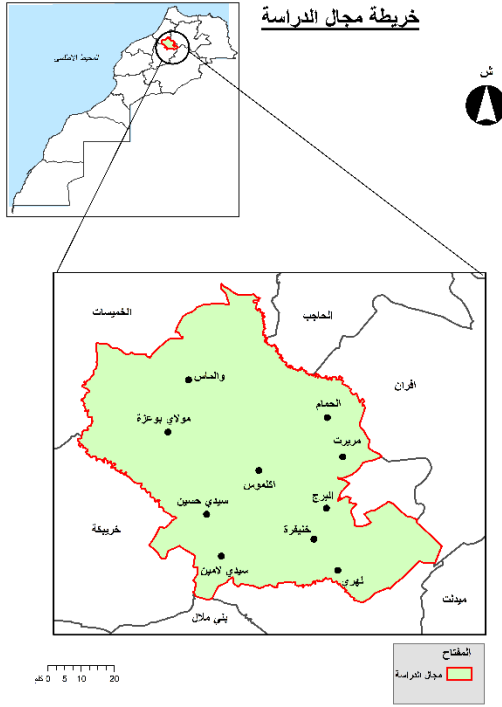 خريطة مجال الدراسة
المحيط الاطلسي
ش
الخميسات
الحاجب
افران
والماس
الحمام
مولاي بوعزة
مريرت
اكلموس
البرج
سيدي حسين
خريبكة
خنيفرة
سيدي لامين
لهري
ميدلت
بني ملال
المفتاح
مجال الدراسة
0 5 10 20
كلم